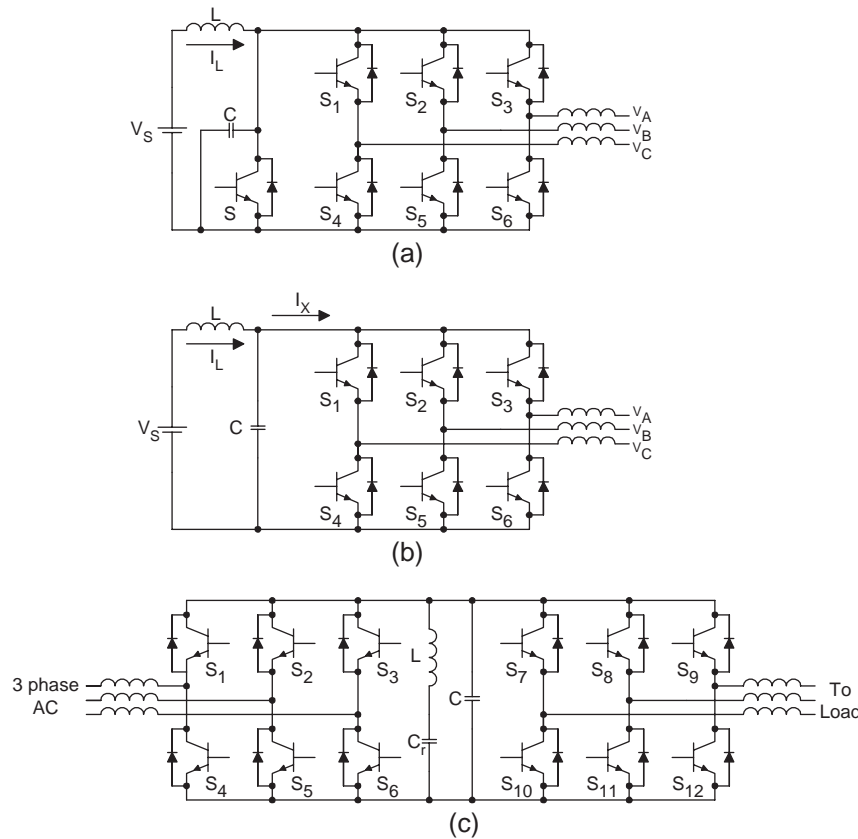 L
I_L
S_1 S_2 S_3
C
V_S
V_A
V_B
V_C
S S_4 S_5 S_6
(a)
I_X
L
I_L
S_1 S_2 S_3
V_S C
V_A
V_B
V_C
S_4 S_5 S_6
(b)
S_1 S_2 S_3 L S_7 S_8 S_9
3 phase C To
AC Load
C_r
S_4 S_5 S_6 S_10 S_11 S_12
(c)